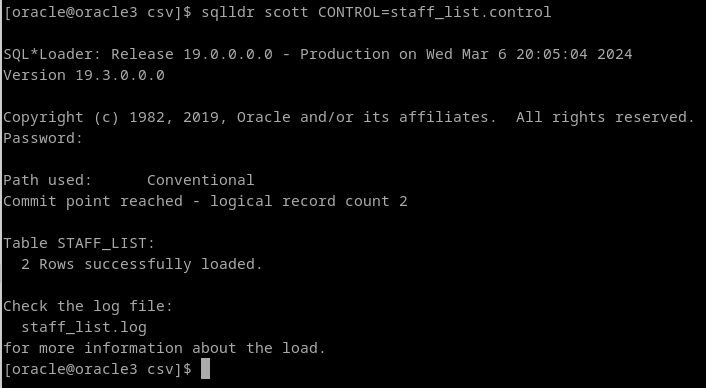 [oracle@oracle3 csv]$ sqlldr scott CONTROL=staff_list.control
SQL*Loader: Release 19.0.0.0.0 - Production on Wed Mar 6 20:05:04 2024
Version 19.3.0.0.0
Copyright (c) 1982, 2019, Oracle and/or its affiliates.  All rights reserved.
Password:
Path used:      Conventional
Commit point reached - logical record count 2
Table STAFF_LIST:
  2 Rows successfully loaded.
Check the log file:
  staff_list.log
for more information about the load.
[oracle@oracle3 csv]$